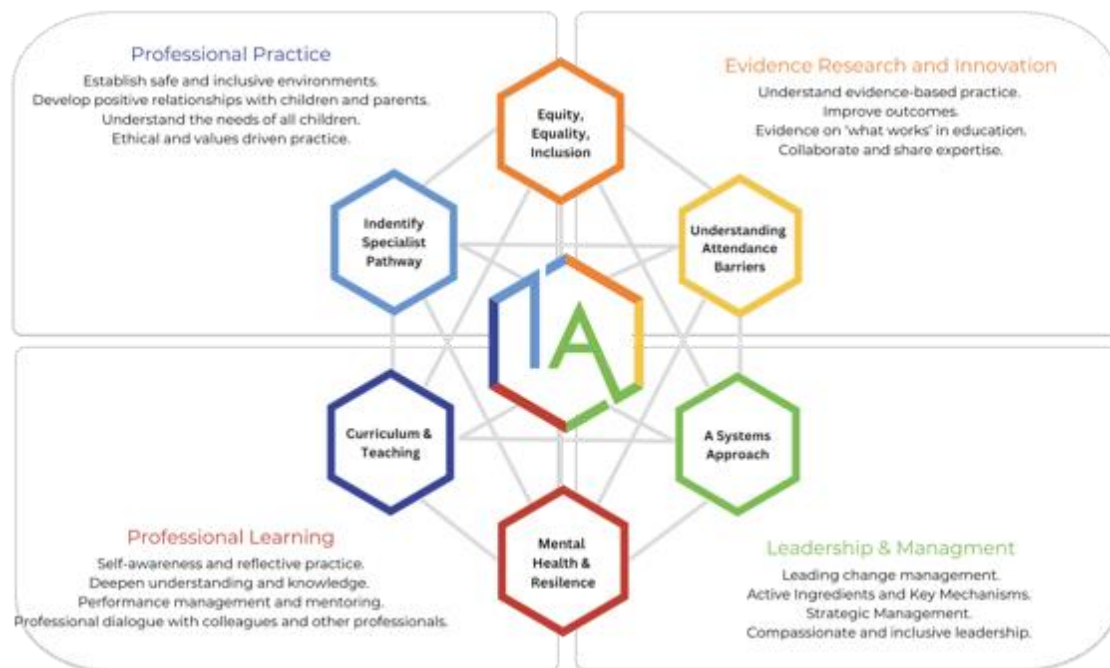 Professional Practice
Establish safe and inclusive environments.
Develop positive relationships with children and parents.
Understand the needs of all children.
Ethical and values driven practice.
Evidence Research and Innovation
Understand evidence-based practice.
Improve outcomes.
Evidence on 'what works' in education.
Collaborate and share expertise.
Equity,
Equality,
Inclusion
Indentify
Specialist
Pathway
Understanding
Attendance
Barriers
1A
Curriculum &
Teaching
A Systems
Approach
Mental
Health &
Resilence
Professional Learning
Self-awareness and reflective practice.
Deepen understanding and knowledge.
Performance management and mentoring.
Professional dialogue with colleagues and other professionals.
Leadership & Managment
Leading change management.
Active Ingredients and Key Mechanisms.
Strategic Management.
Compassionate and inclusive leadership.